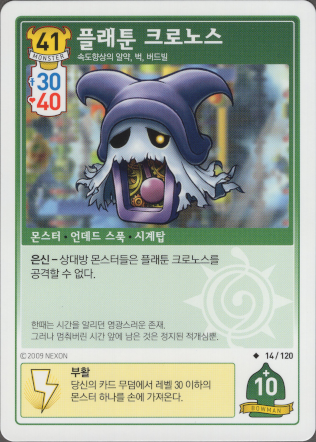 41
MONSTER
플래툰 크로노스
속도향상의 알약, 벅, 버드빌
30
40
몬스터 · 언데드 스푹 · 시계탑
은신 – 상대방 몬스터들은 플래툰 크로노스를
공격할 수 없다.
한때는 시간을 알리던 영광스러운 존재.
그러나 멈춰버린 시간 앞에 남은 것은 정지된 적개심뿐.
© 2009 NEXON
◆ 14 / 120
부활
당신의 카드 무덤에서 레벨 30 이하의
몬스터 하나를 손에 가져온다.
+
10
BOWMAN